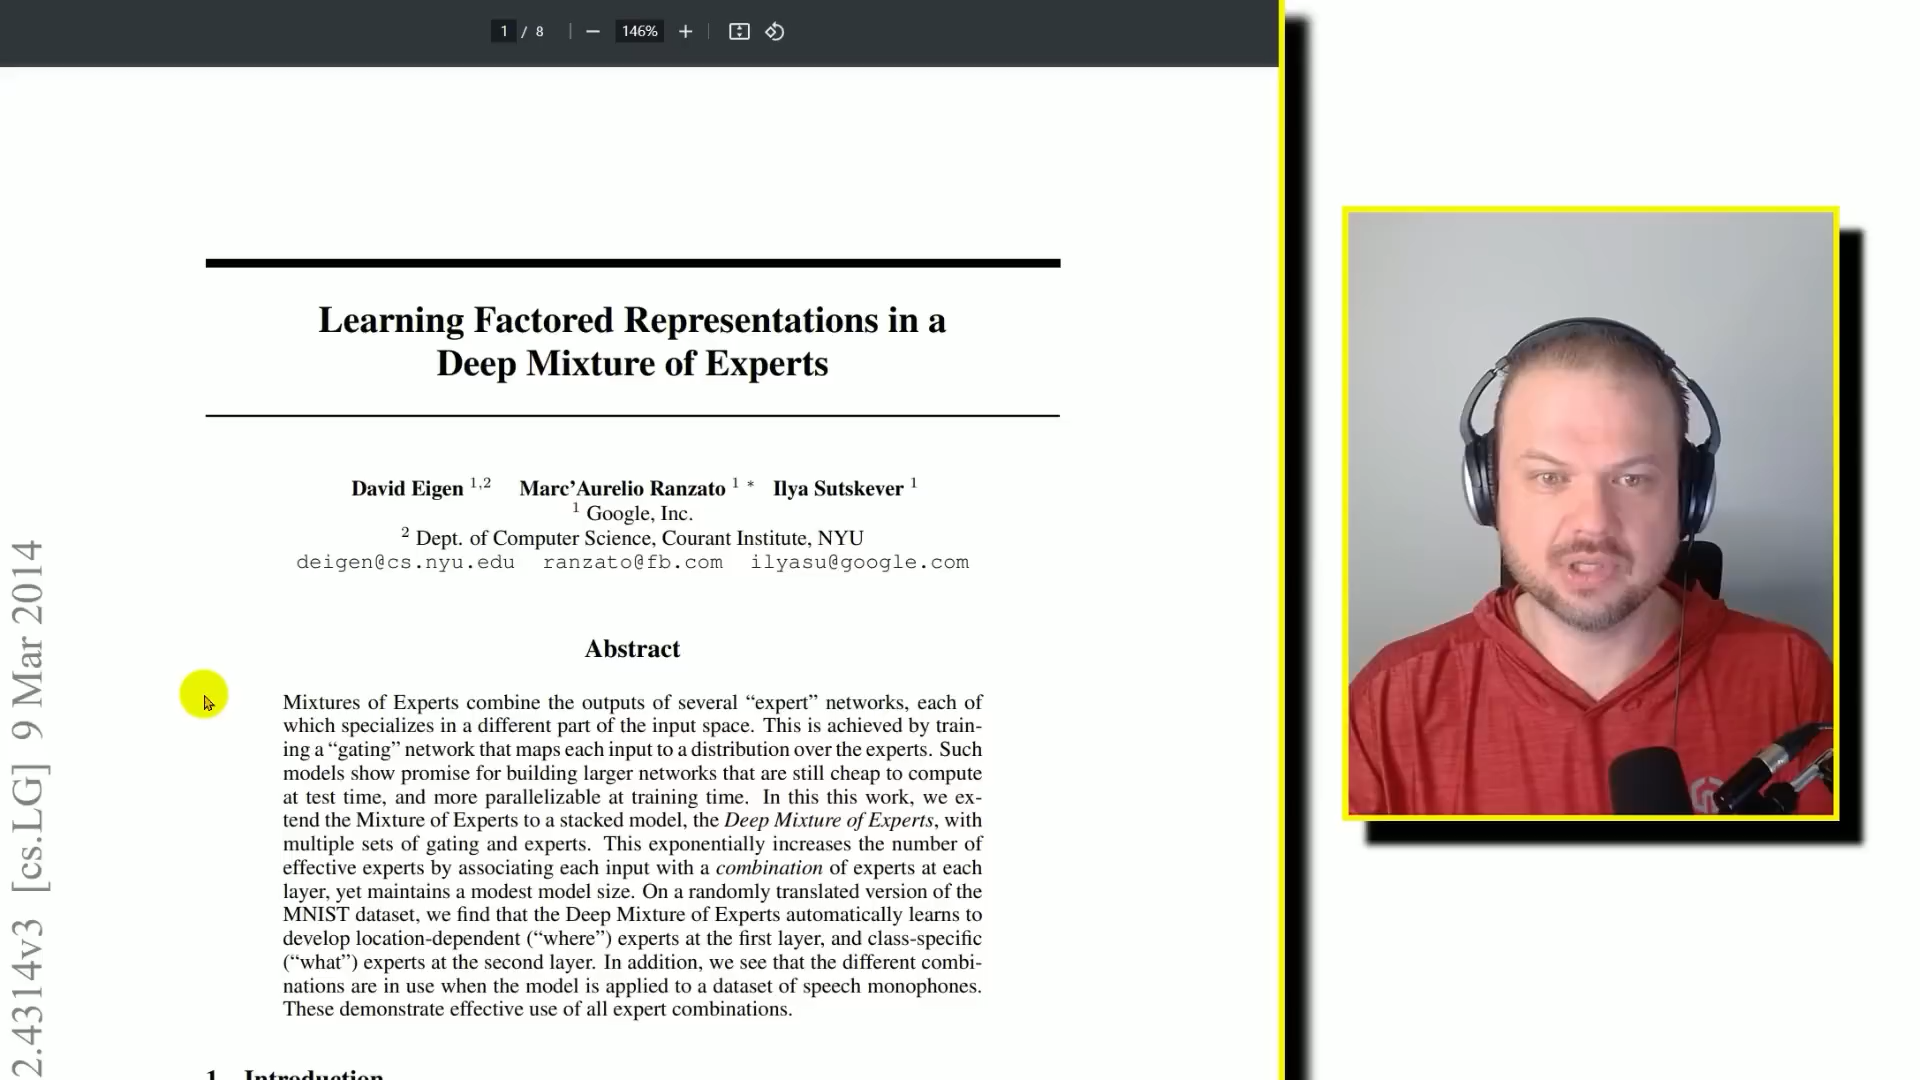 1 / 8
146%
Learning Factored Representations in a
Deep Mixture of Experts
David Eigen 1,2 Marc'Aurelio Ranzato 1 * Ilya Sutskever 1
1 Google, Inc.
2 Dept. of Computer Science, Courant Institute, NYU
deigen@cs.nyu.edu ranzato@fb.com ilyasu@google.com
Abstract
Mixtures of Experts combine the outputs of several “expert” networks, each of
which specializes in a different part of the input space. This is achieved by train-
ing a “gating” network that maps each input to a distribution over the experts. Such
models show promise for building larger networks that are still cheap to compute
at test time, and more parallelizable at training time. In this this work, we ex-
tend the Mixture of Experts to a stacked model, the Deep Mixture of Experts, with
multiple sets of gating and experts. This exponentially increases the number of
effective experts by associating each input with a combination of experts at each
layer, yet maintains a modest model size. On a randomly translated version of the
MNIST dataset, we find that the Deep Mixture of Experts automatically learns to
develop location-dependent (“where”) experts at the first layer, and class-specific
(“what”) experts at the second layer. In addition, we see that the different combi-
nations are in use when the model is applied to a dataset of speech monophones.
These demonstrate effective use of all expert combinations.
1 Introduction
2.4314v3 [cs.LG] 9 Mar 2014